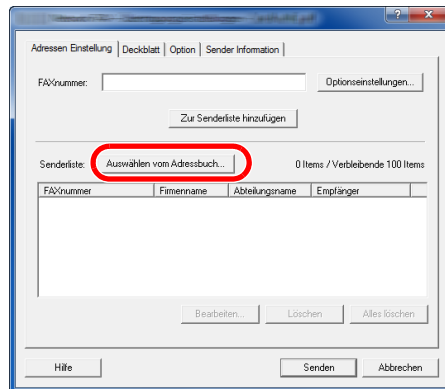 Adressen Einstellung Deckblatt Option Sender Information
FAXnummer: Optionseinstellungen...
Zur Senderliste hinzufügen
Senderliste: Auswählen vom Adressbuch... 0 Items / Verbleibende 100 Items
FAXnummer Firmenname Abteilungsname Empfänger
Bearbeiten... Löschen Alles löschen
Hilfe Senden Abbrechen